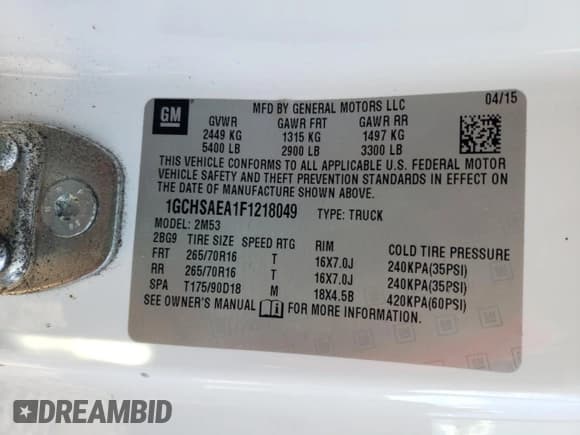 GM
MFD BY GENERAL MOTORS LLC
04/15
GVWR GAWR FRT GAWR RR
2449 KG 1315 KG 1497 KG
5400 LB 2900 LB 3300 LB
THIS VEHICLE CONFORMS TO ALL APPLICABLE U.S. FEDERAL MOTOR
VEHICLE SAFETY AND THEFT PREVENTION STANDARDS IN EFFECT ON THE
DATE OF MANUFACTURE SHOWN ABOVE.
1GCHSAEA1F1218049 TYPE: TRUCK
MODEL: 2M53
2BG9 TIRE SIZE SPEED RTG RIM COLD TIRE PRESSURE
FRT 265/70R16 T 16X7.0J 240KPA(35PSI)
RR 265/70R16 T 16X7.0J 240KPA(35PSI)
SPA T175/90D18 M 18X4.5B 420KPA(60PSI)
SEE OWNER'S MANUAL FOR MORE INFORMATION.
DREAMBID